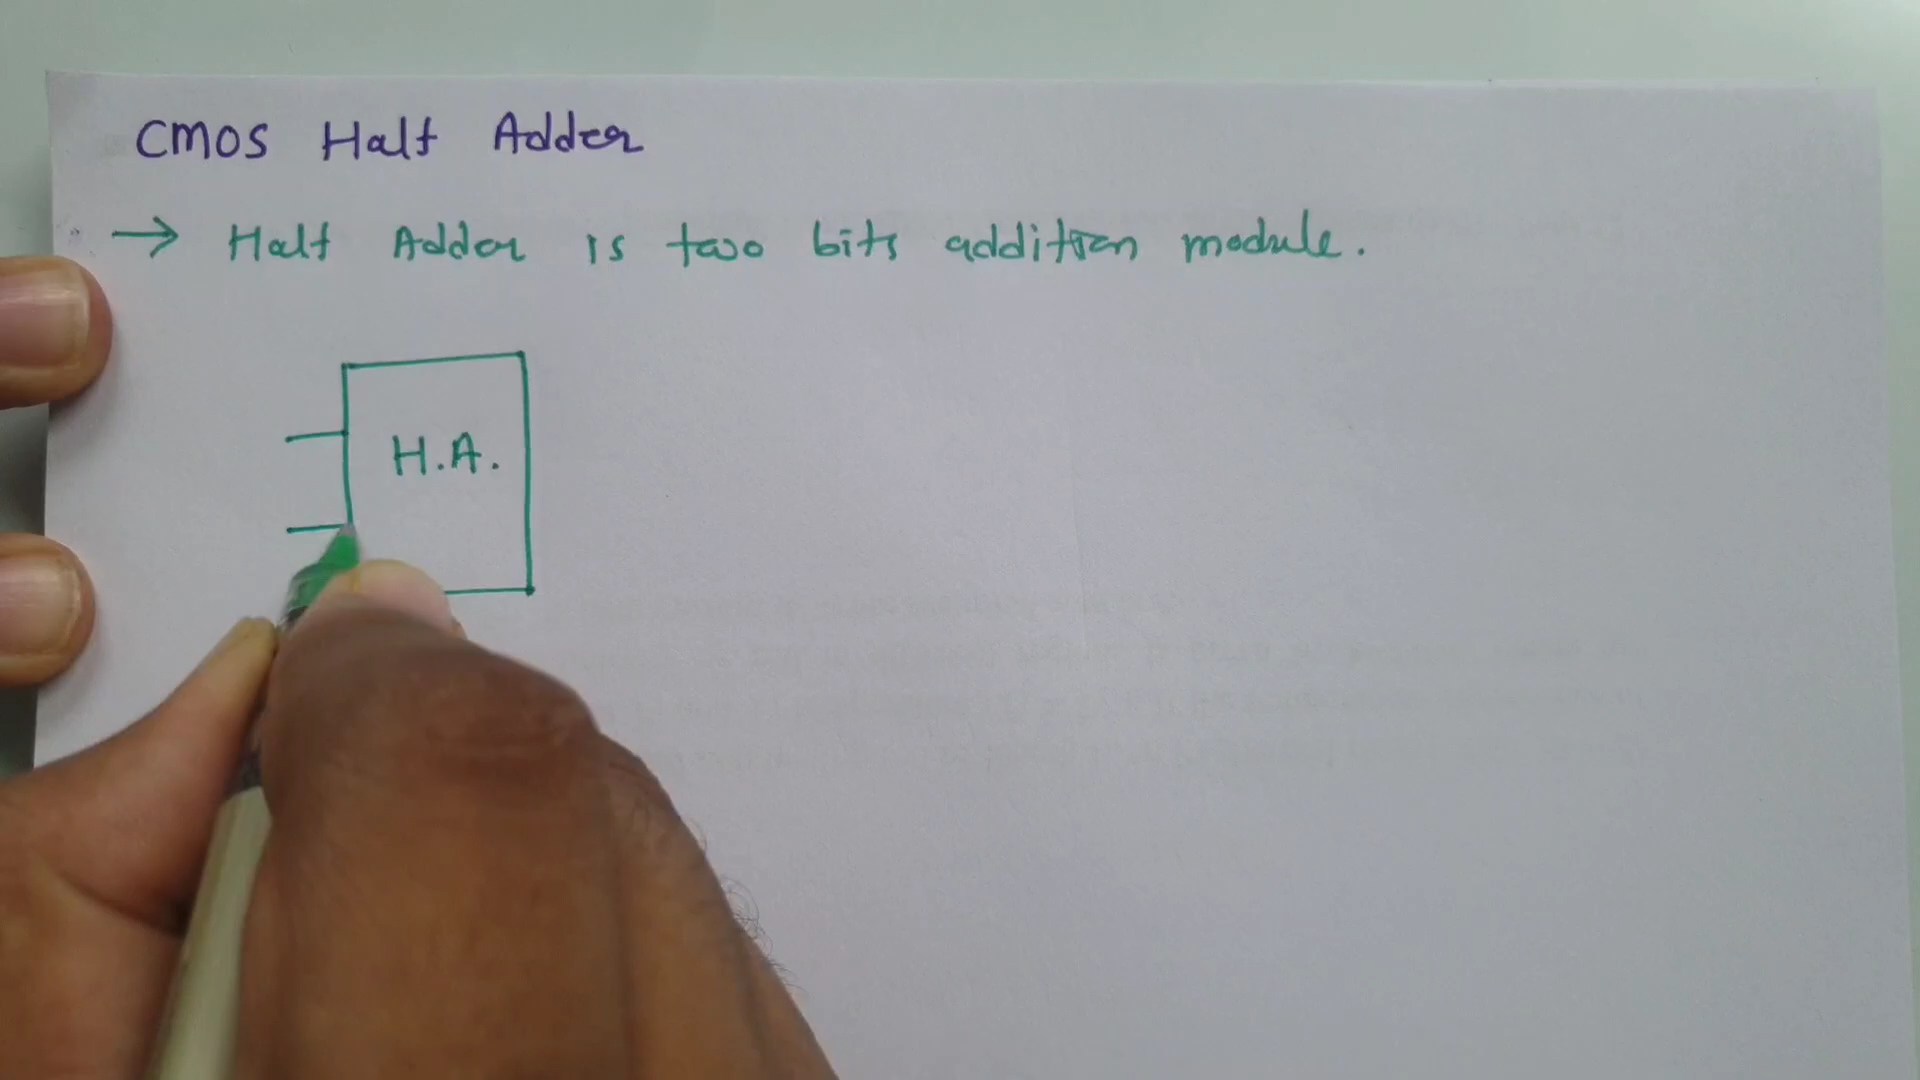 CMOS Half Adder
→ Half Adder is two bits addition module.
H.A.